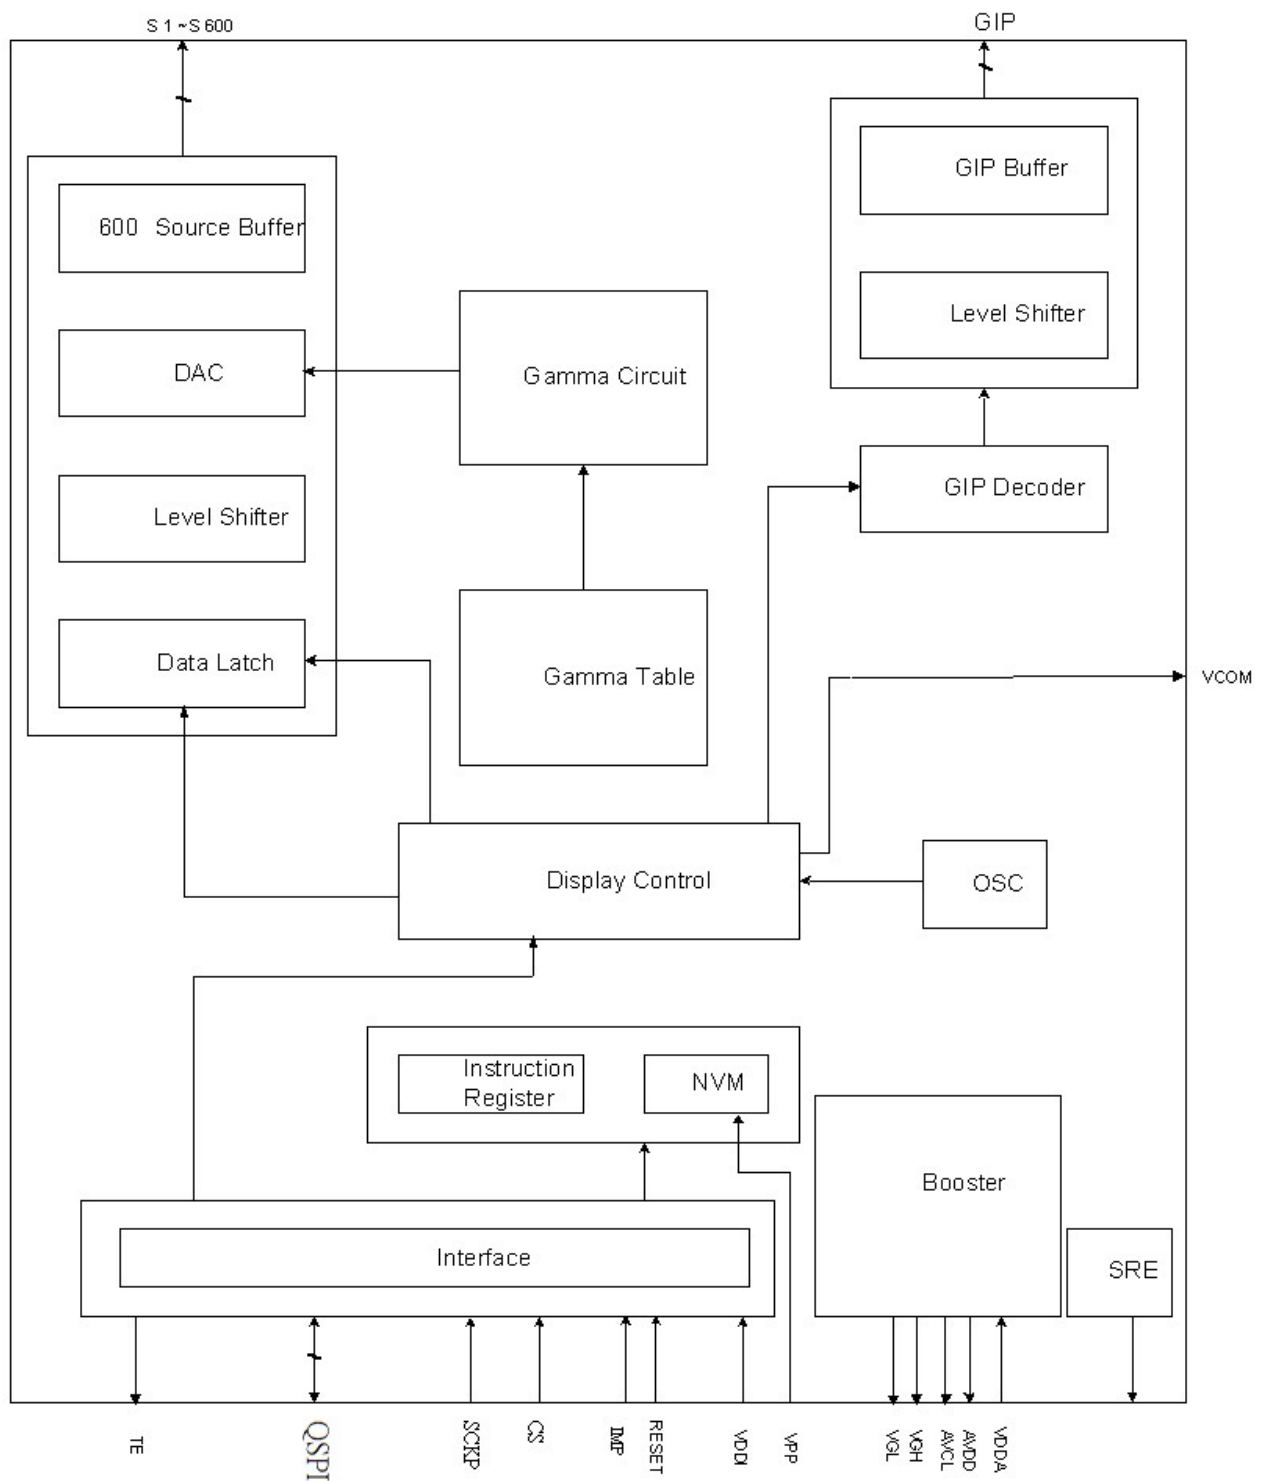 S 1 ~S 600
GIP
GIP Buffer
600 Source Buffer
Level Shifter
DAC
Gamma Circuit
GIP Decoder
Level Shifter
Data Latch
Gamma Table
VCOM
Display Control
OSC
Instruction
Register
NVM
Booster
Interface
SRE
TE
QSPI
SCKP
CS
IMP
RESET
VDDI
VPP
VGL
VGH
AVCL
AVDD
VDDA